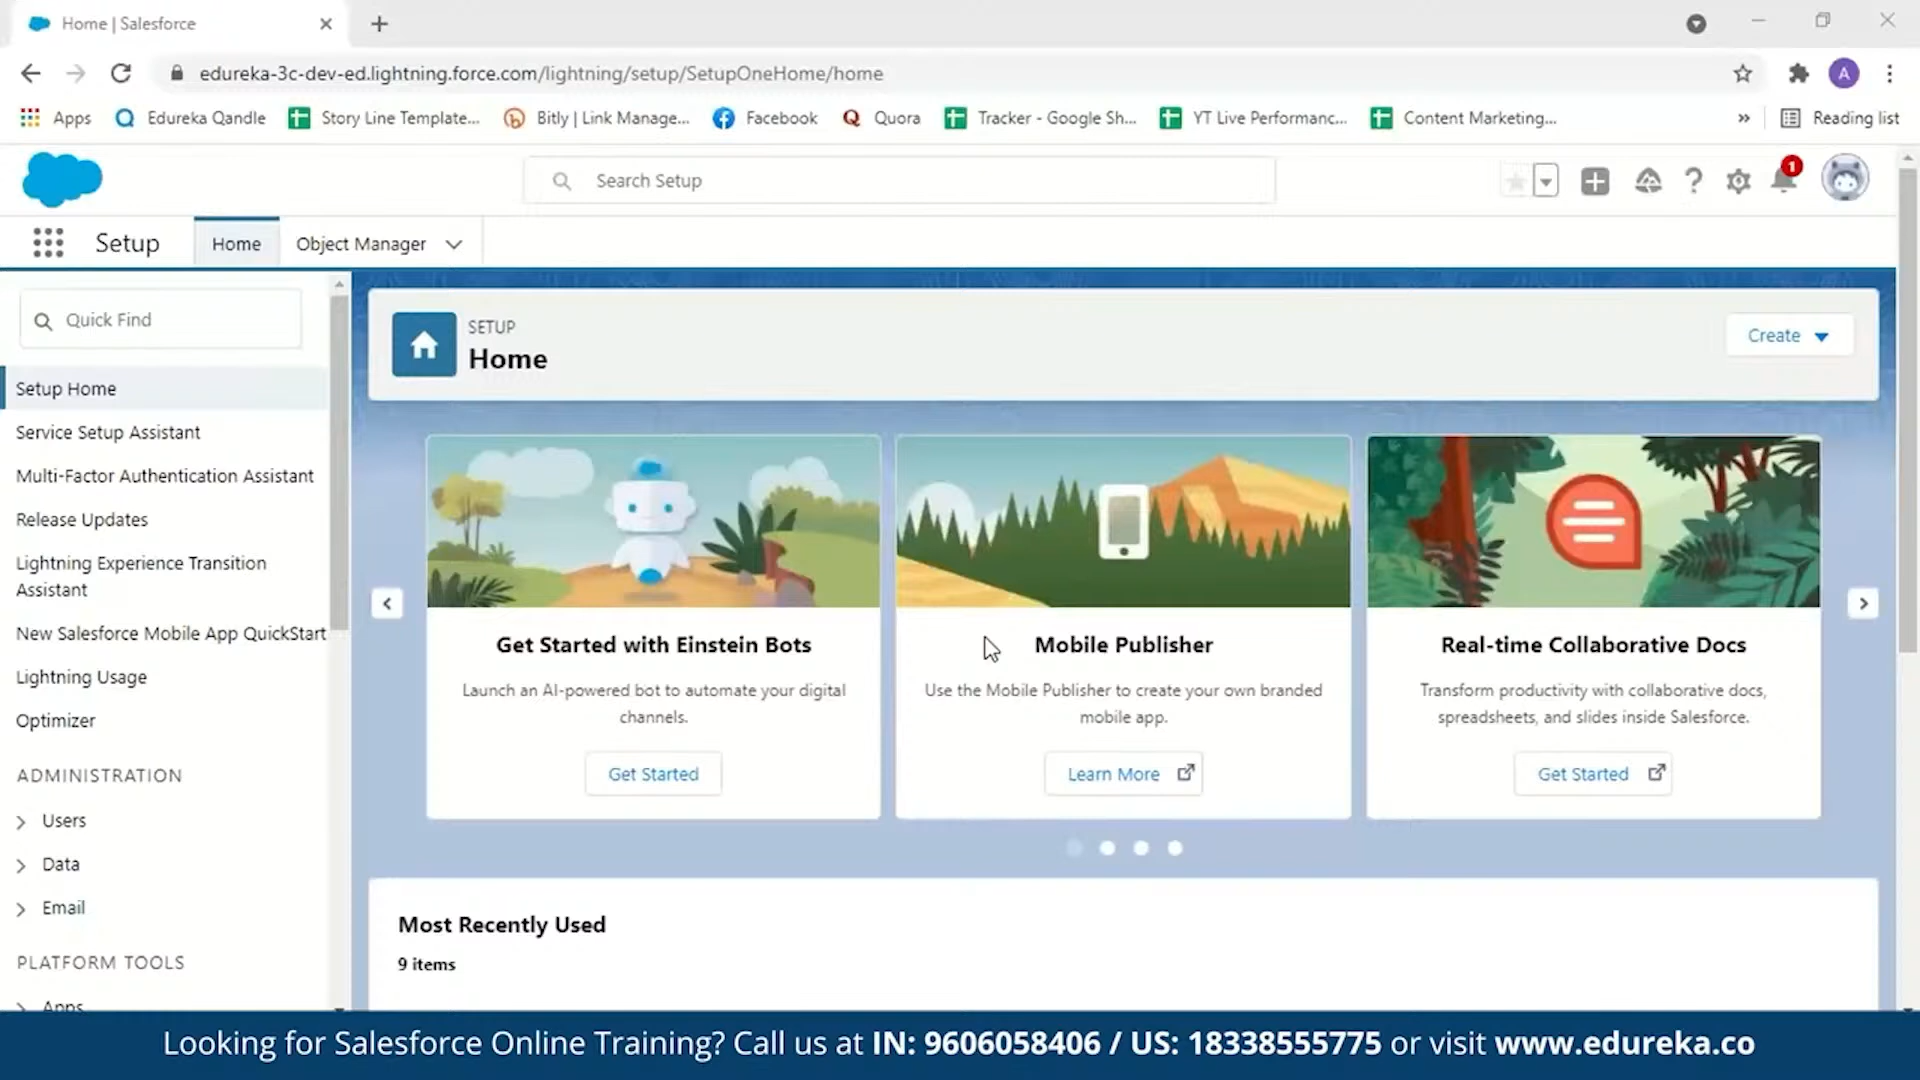 Home | Salesforce
edureka-3c-dev-ed.lightning.force.com/lightning/setup/SetupOneHome/home
A
Apps
Edureka Qandle
Story Line Template...
Bitly | Link Manage...
Facebook
Quora
Tracker - Google Sh...
YT Live Performanc...
Content Marketing...
»
Reading list
Search Setup
1
Setup
Home
Object Manager
Quick Find
Setup Home
Service Setup Assistant
Multi-Factor Authentication Assistant
Release Updates
Lightning Experience Transition
Assistant
New Salesforce Mobile App QuickStart
Lightning Usage
Optimizer
ADMINISTRATION
Users
Data
Email
PLATFORM TOOLS
Apps
SETUP
Home
Create
Get Started with Einstein Bots
Launch an AI-powered bot to automate your digital
channels.
Get Started
Mobile Publisher
Use the Mobile Publisher to create your own branded
mobile app.
Learn More
Real-time Collaborative Docs
Transform productivity with collaborative docs,
spreadsheets, and slides inside Salesforce.
Get Started
Most Recently Used
9 items
Looking for Salesforce Online Training? Call us at IN: 9606058406 / US: 18338555775 or visit www.edureka.co